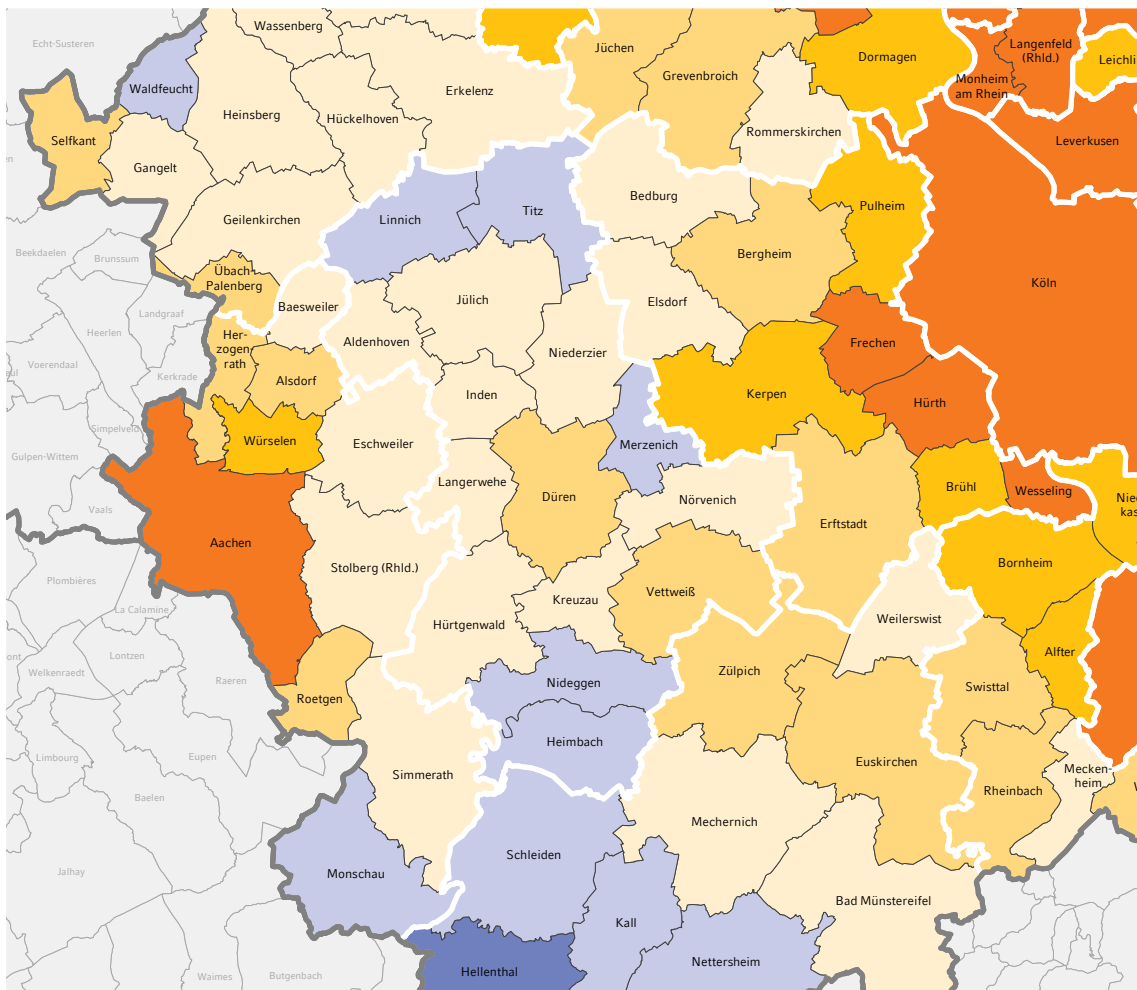 Echt-Susteren
Wassenberg
Jüchen
Dormagen
Langenfeld
(Rhld.)
Leichli
Monheim
am Rhein
Waldfeucht
Grevenbroich
Erkelenz
Heinsberg
Hückelhoven
Rommerskirchen
Leverkusen
Selfkant
Gangelt
Bedburg
Pulheim
Linnich
Titz
Geilenkirchen
Bergheim
Beekdaelen
Brunssum
Übach-
Palenberg
Köln
Baesweiler
Jülich
Elsdorf
Landgraaf
Heerlen
Her-
zogen-
rath
Aldenhoven
Niederzier
Frechen
Voerendaal
aul
Kerkrade
Alsdorf
Inden
Kerpen
Hürth
Simpelveld
Würselen
Eschweiler
Merzenich
Gulpen-Wittem
Langerwehe
Düren
Nörvenich
Brühl
Wesseling
Nie
kas
Vaals
Erftstadt
Aachen
Stolberg (Rhld.)
Bornheim
Plombières
Vettweiß
Kreuzau
La Calamine
Hürtgenwald
Weilerswist
ont
Lontzen
Welkenraedt
Raeren
Alfter
Zülpich
Nideggen
Swisttal
Roetgen
Heimbach
Limbourg
Eupen
Euskirchen
Simmerath
Mecken-
heim
Rheinbach
Baelen
Mechernich
Schleiden
Jalhay
Monschau
Bad Münstereifel
Kall
Nettersheim
Hellenthal
Waimes
Butgenbach